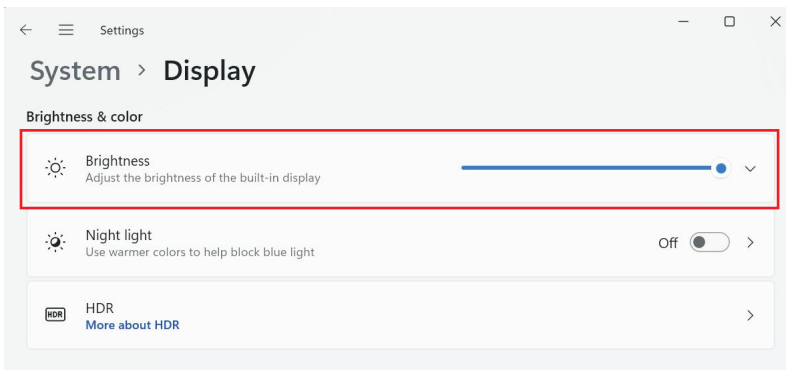 Settings
System > Display
Brightness & color
Brightness
Adjust the brightness of the built-in display
Night light
Use warmer colors to help block blue light
Off
HDR
HDR
More about HDR